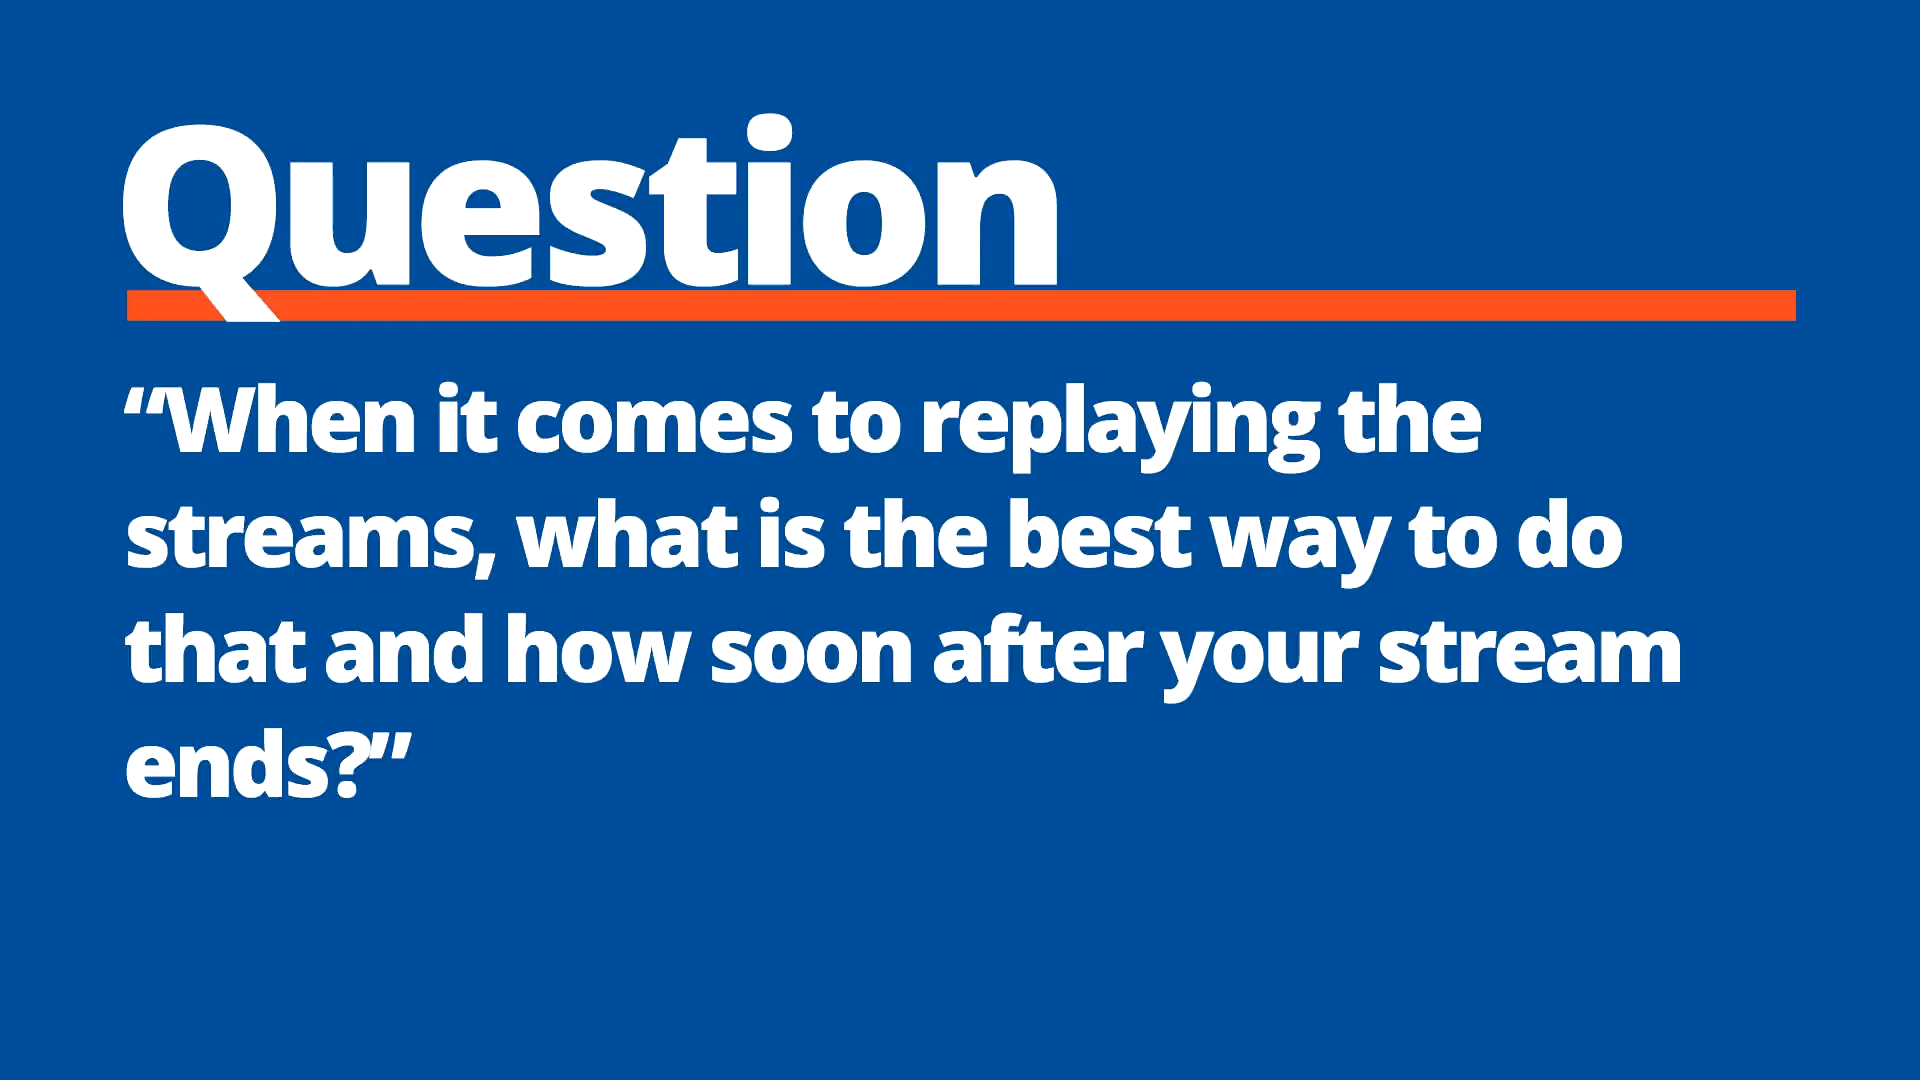 Question
“When it comes to replaying the
streams, what is the best way to do
that and how soon after your stream
ends?”